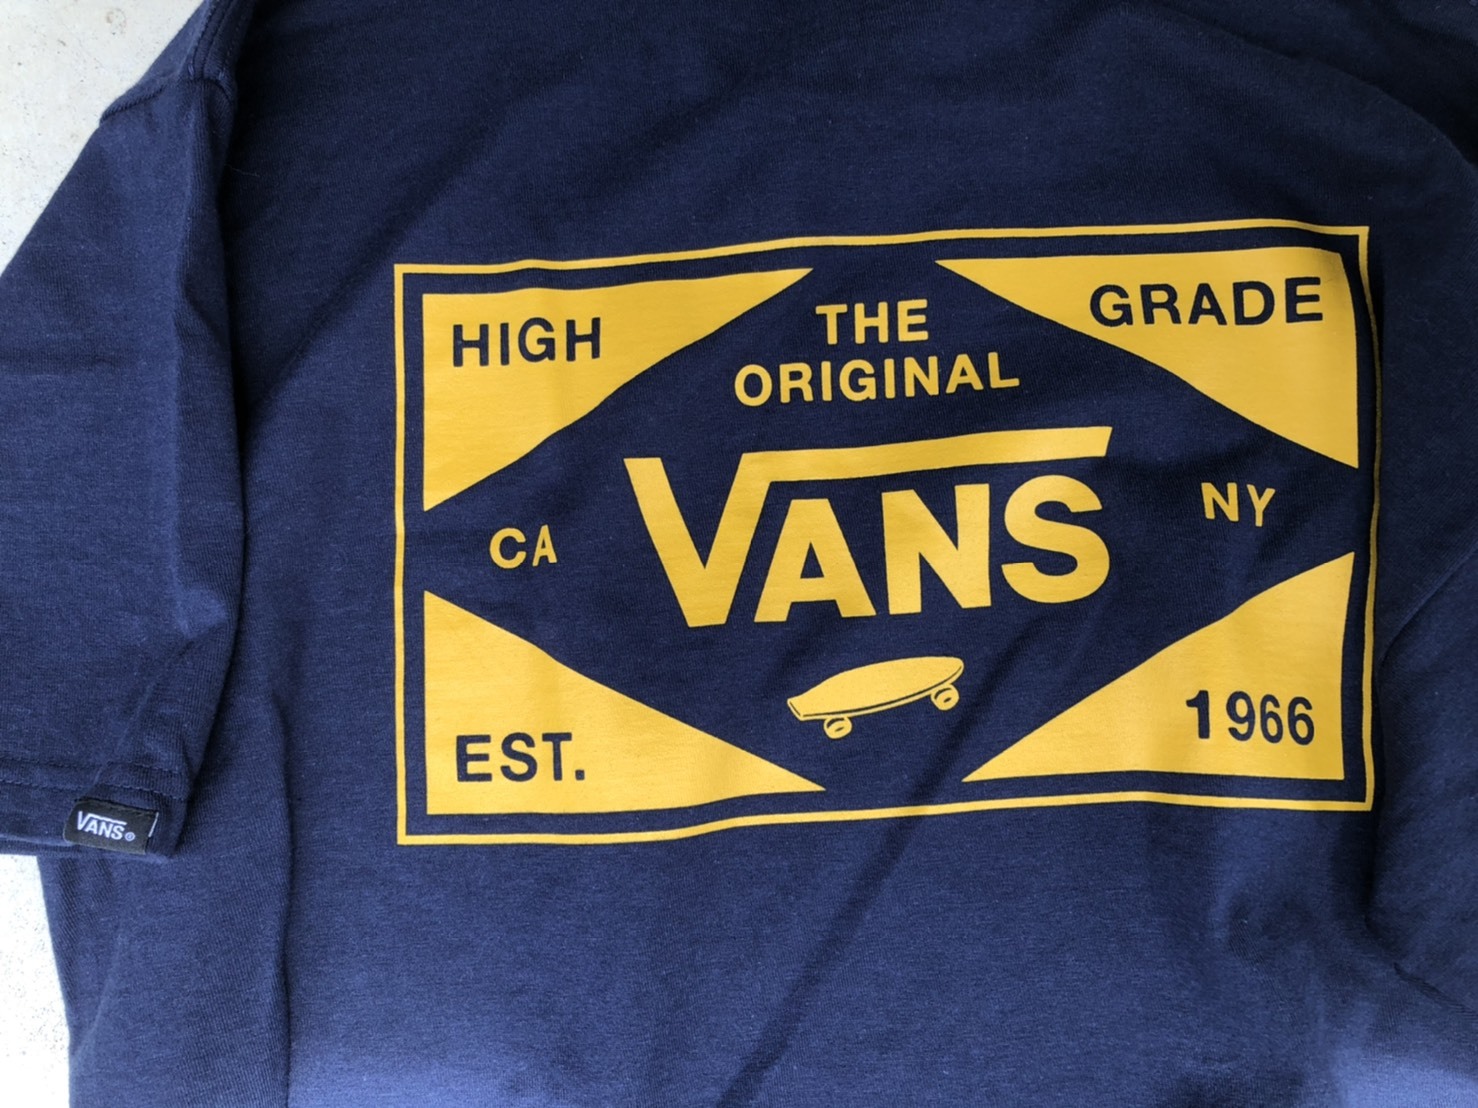 HIGH
GRADE
THE
ORIGINAL
VANS
CA
NY
EST.
1966
VANS®